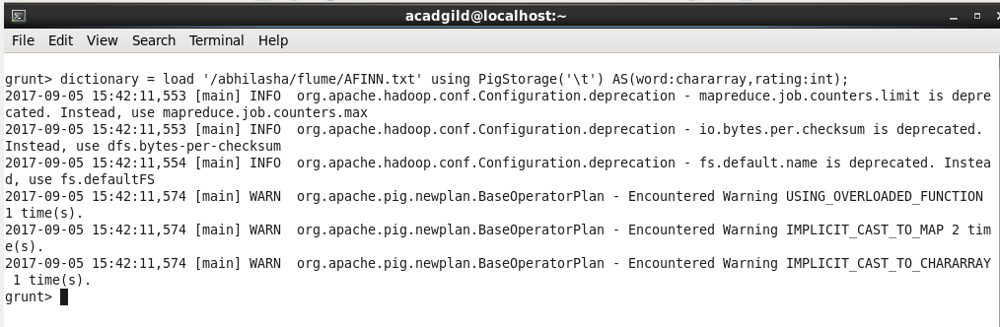 acadgild@localhost:~
File Edit View Search Terminal Help
grunt> dictionary = load '/abhilasha/flume/AFINN.txt' using PigStorage('\t') AS(word:chararray,rating:int);
2017-09-05 15:42:11,553 [main] INFO  org.apache.hadoop.conf.Configuration.deprecation - mapreduce.job.counters.limit is depre
cated. Instead, use mapreduce.job.counters.max
2017-09-05 15:42:11,553 [main] INFO  org.apache.hadoop.conf.Configuration.deprecation - io.bytes.per.checksum is deprecated.
Instead, use dfs.bytes-per-checksum
2017-09-05 15:42:11,554 [main] INFO  org.apache.hadoop.conf.Configuration.deprecation - fs.default.name is deprecated. Instea
d, use fs.defaultFS
2017-09-05 15:42:11,574 [main] WARN  org.apache.pig.newplan.BaseOperatorPlan - Encountered Warning USING_OVERLOADED_FUNCTION
1 time(s).
2017-09-05 15:42:11,574 [main] WARN  org.apache.pig.newplan.BaseOperatorPlan - Encountered Warning IMPLICIT_CAST_TO_MAP 2 tim
e(s).
2017-09-05 15:42:11,574 [main] WARN  org.apache.pig.newplan.BaseOperatorPlan - Encountered Warning IMPLICIT_CAST_TO_CHARARRAY
 1 time(s).
grunt>